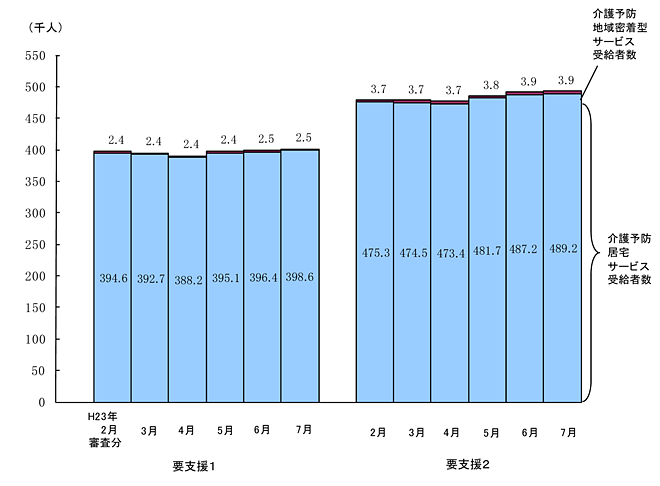 （千人）
介護予防
地域密着型
サービス
受給者数
550
500
450
400
350
300
250
200
150
100
50
0
2.4
2.4
2.4
2.4
2.5
2.5
3.7
3.7
3.7
3.8
3.9
3.9
394.6
392.7
388.2
395.1
396.4
398.6
475.3
474.5
473.4
481.7
487.2
489.2
介護予防
居宅
サービス
受給者数
H23年
2月
審査分
3月
4月
5月
6月
7月
2月
3月
4月
5月
6月
7月
要支援1
要支援2